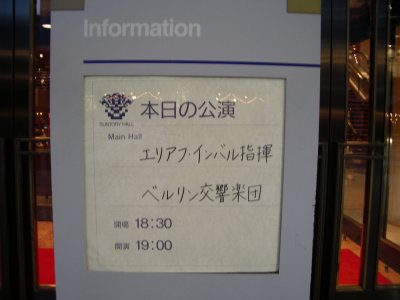 Information
SUNTORY HALL
本日の公演
Main Hall
エリアフ・インバル指揮
ベルリン交響楽団
開場 18:30
開演 19:00